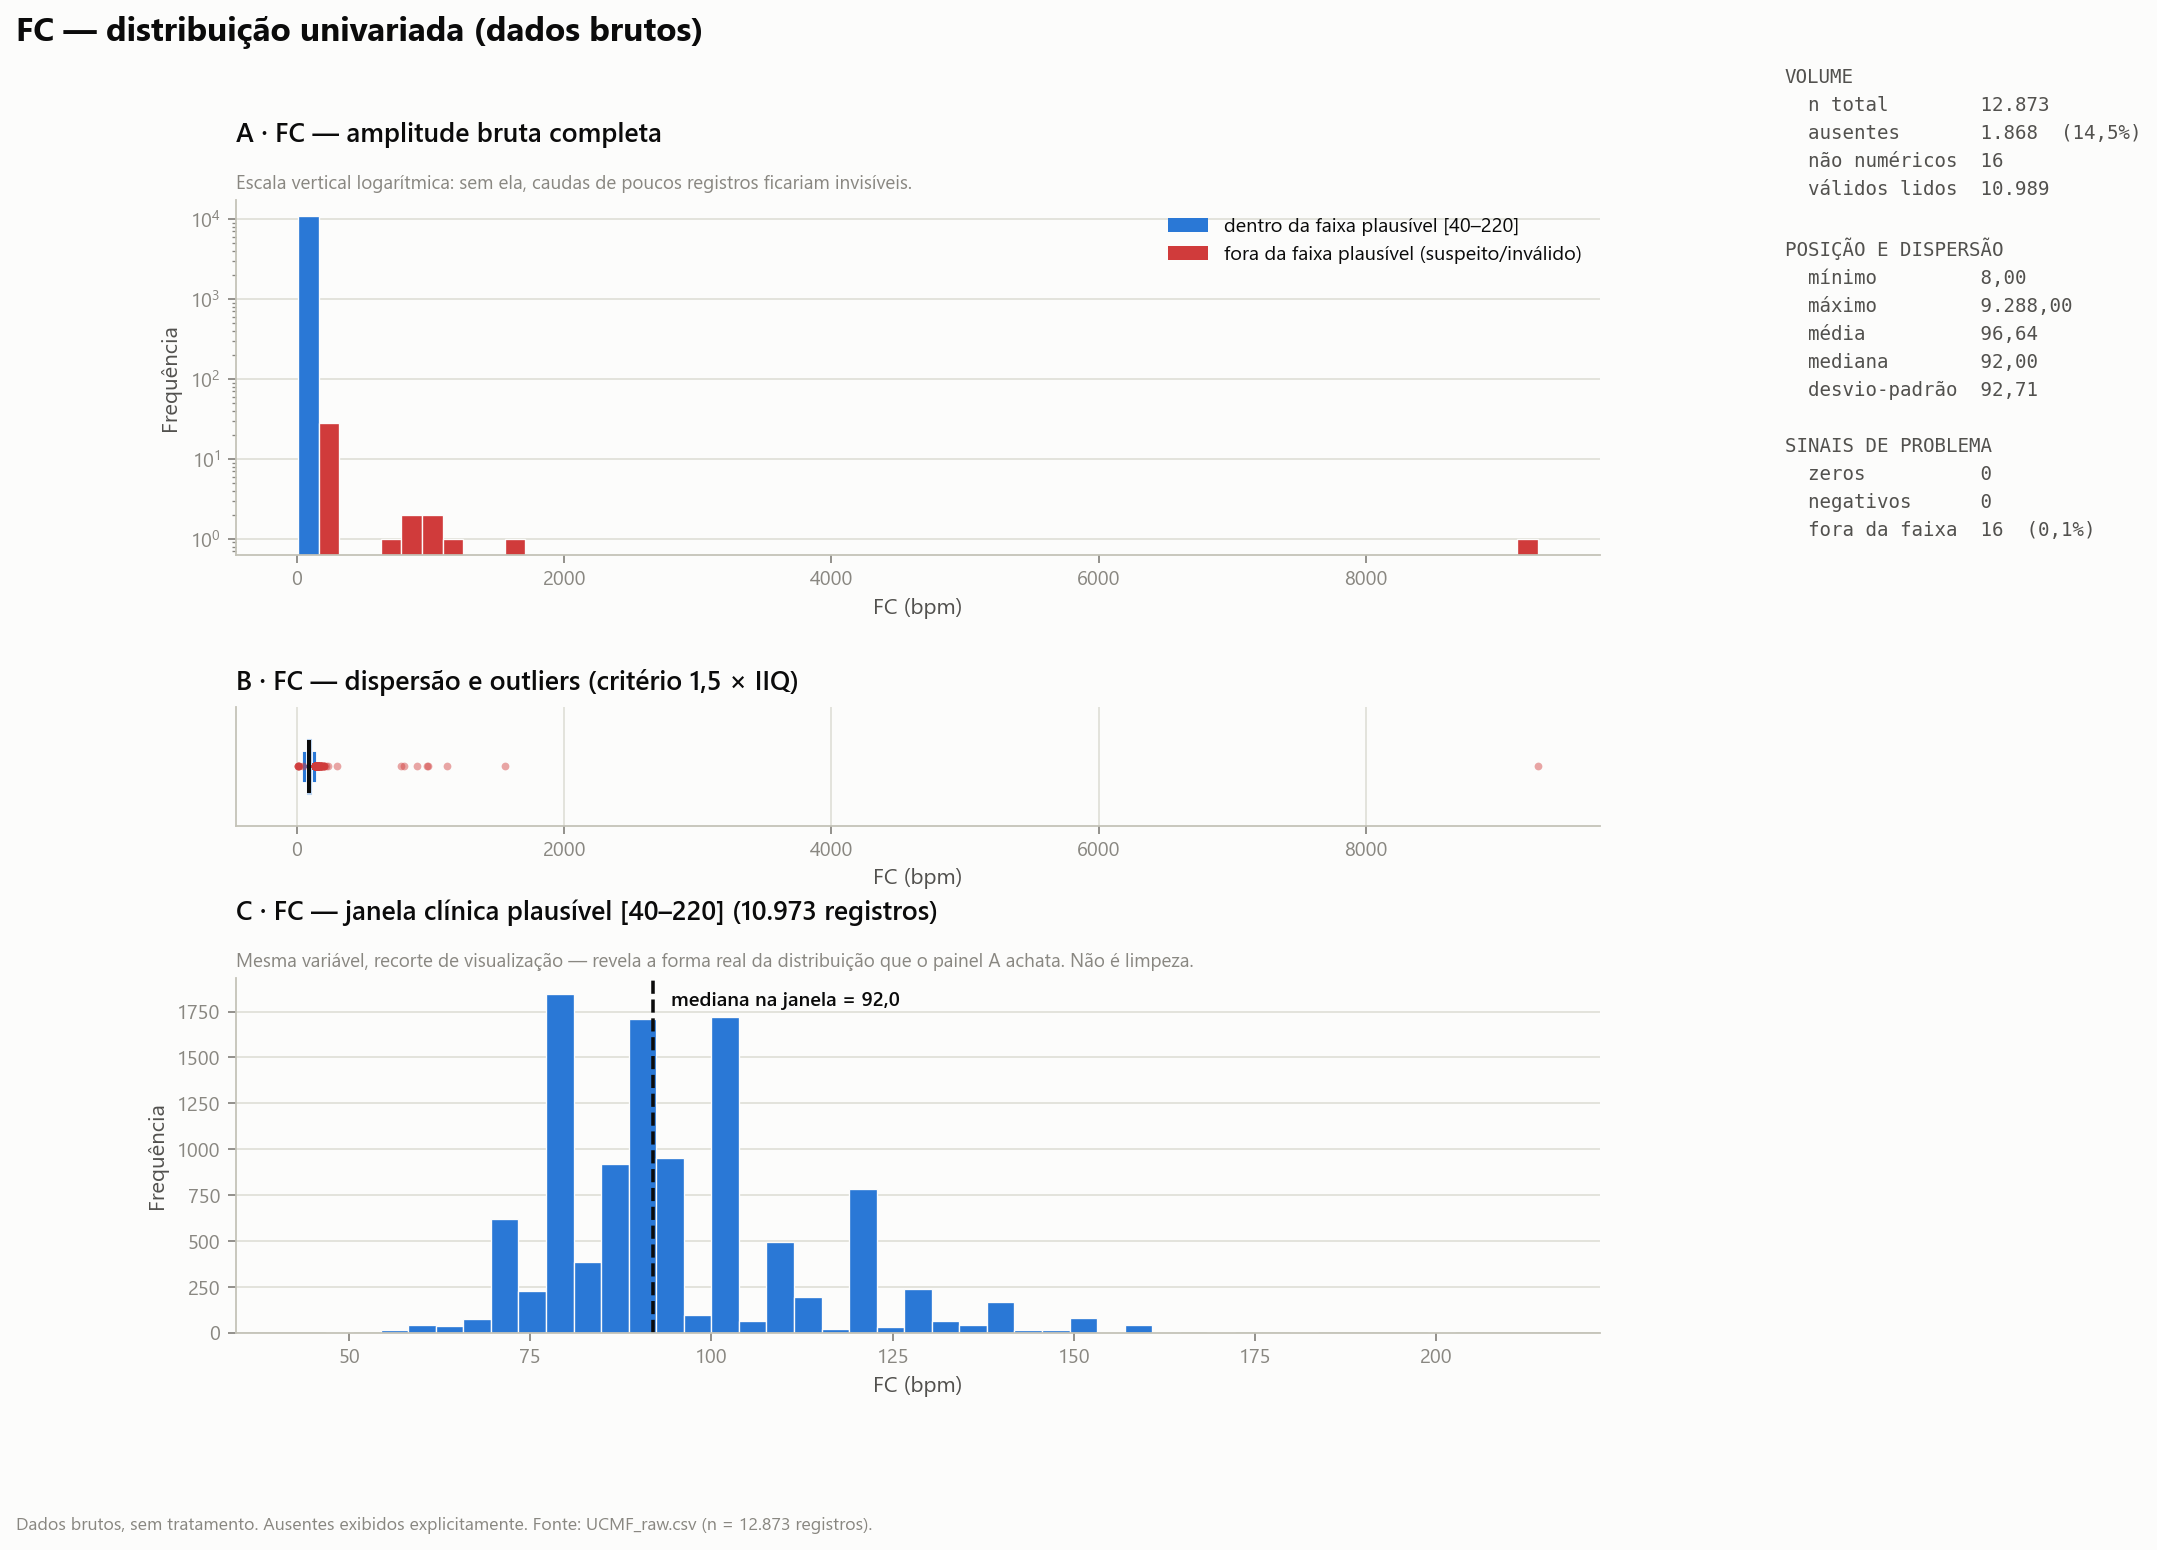 FC — distribuição univariada (dados brutos)
VOLUME
n total 12.873
ausentes 1.868 (14,5%)
não numéricos 16
válidos lidos 10.989
POSIÇÃO E DISPERSÃO
mínimo 8,00
máximo 9.288,00
média 96,64
mediana 92,00
desvio-padrão 92,71
SINAIS DE PROBLEMA
zeros 0
negativos 0
fora da faixa 16 (0,1%)
A · FC — amplitude bruta completa
Escala vertical logarítmica: sem ela, caudas de poucos registros ficariam invisíveis.
dentro da faixa plausível [40–220]
fora da faixa plausível (suspeito/inválido)
Frequência
10⁴
10³
10²
10¹
10⁰
0 2000 4000 6000 8000
FC (bpm)
B · FC — dispersão e outliers (critério 1,5 × IIQ)
0 2000 4000 6000 8000
FC (bpm)
C · FC — janela clínica plausível [40–220] (10.973 registros)
Mesma variável, recorte de visualização — revela a forma real da distribuição que o painel A achata. Não é limpeza.
mediana na janela = 92,0
Frequência
1750
1500
1250
1000
750
500
250
0
50 75 100 125 150 175 200
FC (bpm)
Dados brutos, sem tratamento. Ausentes exibidos explicitamente. Fonte: UCMF_raw.csv (n = 12.873 registros).